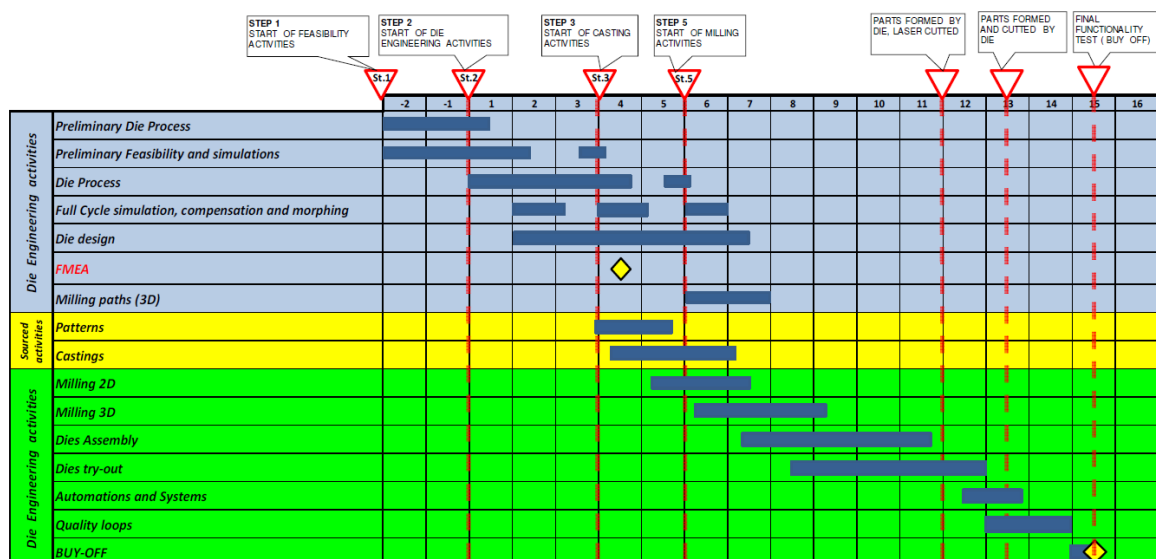 STEP 1
START OF FEASIBILITY
ACTIVITIES
STEP 2
START OF DIE
ENGINEERING ACTIVITIES
STEP 3
START OF CASTING
ACTIVITIES
STEP 5
START OF MILLING
ACTIVITIES
PARTS FORMED BY
DIE, LASER CUTTED
PARTS FORMED
AND CUTTED BY
DIE
FINAL
FUNCTIONALITY
TEST ( BUY OFF)
St.1 St.2 St.3 St.5
-2 -1 1 2 3 4 5 6 7 8 9 10 11 12 13 14 15 16
Die Engineering activities
Preliminary Die Process
Preliminary Feasibility and simulations
Die Process
Full Cycle simulation, compensation and morphing
Die design
FMEA
Milling paths (3D)
Sourced
activities
Patterns
Castings
Die Engineering activities
Milling 2D
Milling 3D
Dies Assembly
Dies try-out
Automations and Systems
Quality loops
BUY-OFF